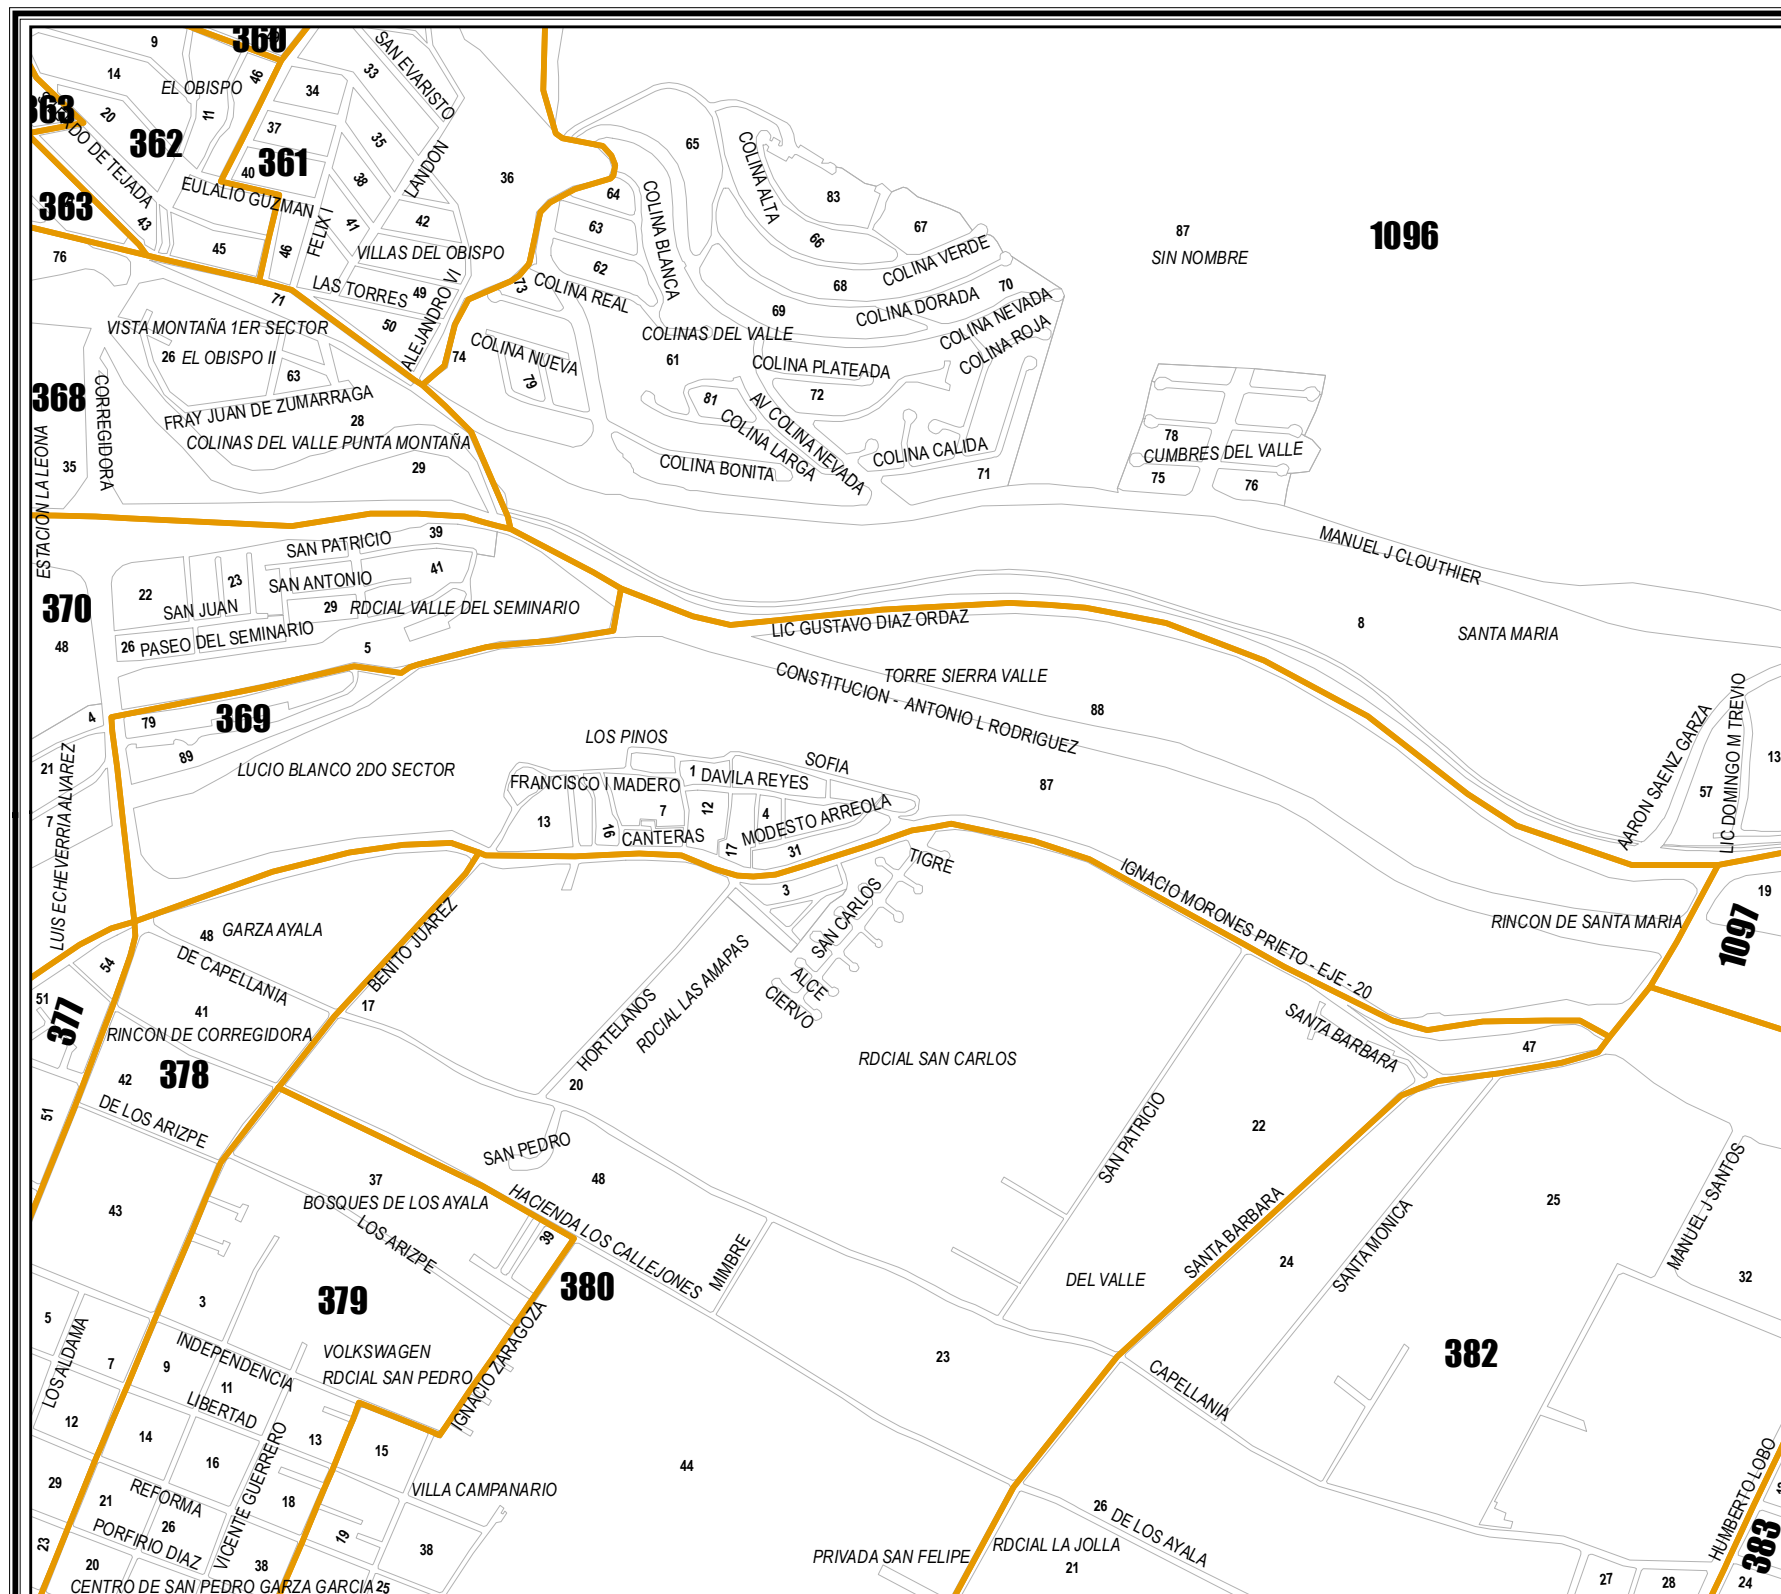 360
9
14
EL OBISPO
46
34
33
SAN EVARISTO
363
20
11
362
37
35
361
40
38
LANDON
36
65
COLINA ALTA
83
DE TEJADA
EULALIO GUZMAN
363
43
45
46
FELIX I
41
42
VILLAS DEL OBISPO
64
63
62
COLINA BLANCA
66
67
COLINA VERDE
87
SIN NOMBRE
1096
76
71
LAS TORRES
49
50
ALEJANDRO VI
73
COLINA REAL
68
69
COLINA DORADA
70
COLINA NEVADA
COLINA ROJA
VISTA MONTAÑA 1ER SECTOR
26
EL OBISPO II
63
74
COLINA NUEVA
79
COLINAS DEL VALLE
61
COLINA PLATEADA
72
81
368
CORREGIDORA
FRAY JUAN DE ZUMARRAGA
28
COLINAS DEL VALLE PUNTA MONTAÑA
29
35
ESTACION LA LEONA
AV COLINA NEVADA
COLINA LARGA
COLINA BONITA
COLINA CALIDA
71
78
CUMBRES DEL VALLE
75
76
SAN PATRICIO
39
41
22
23
SAN ANTONIO
SAN JUAN
29
RDCIAL VALLE DEL SEMINARIO
370
26
PASEO DEL SEMINARIO
48
5
MANUEL J CLOUTHIER
8
SANTA MARIA
LIC GUSTAVO DIAZ ORDAZ
TORRE SIERRA VALLE
CONSTITUCION - ANTONIO L RODRIGUEZ
88
4
79
369
89
21
7
LUIS ECHEVERRIA ALVAREZ
LUCIO BLANCO 2DO SECTOR
LOS PINOS
SOFIA
FRANCISCO I MADERO
1
DAVILA REYES
87
7
12
4
MODESTO ARREOLA
13
16
CANTERAS
17
31
AARON SAENZ GARZA
57
LIC DOMINGO M TREVIO
13
3
TIGRE
IGNACIO MORONES PRIETO - EJE - 20
19
1097
RINCON DE SANTA MARIA
48
GARZA AYALA
DE CAPELLANIA
BENITO JUAREZ
54
SAN CARLOS
ALCE
CIERVO
51
377
41
17
RINCON DE CORREGIDORA
HORTELANOS
RDCIAL LAS AMAPAS
RDCIAL SAN CARLOS
SANTA BARBARA
47
42
378
20
51
DE LOS ARIZPE
SAN PEDRO
SAN PATRICIO
22
37
BOSQUES DE LOS AYALA
48
43
LOS ARIZPE
HACIENDA LOS CALLEJONES
39
MIMBRE
SANTA BARBARA
SANTA MONICA
25
MANUEL J SANTOS
32
DEL VALLE
24
380
3
379
5
LOS ALDAMA
INDEPENDENCIA
VOLKSWAGEN
RDCIAL SAN PEDRO
IGNACIO ZARAGOZA
23
382
7
9
11
LIBERTAD
CAPELLANIA
12
14
13
15
16
VICENTE GUERRERO
44
29
REFORMA
21
18
VILLA CAMPANARIO
26
PORFIRIO DIAZ
19
26
DE LOS AYALA
HUMBERTO LOBO
383
23
20
38
38
PRIVADA SAN FELIPE
RDCIAL LA JOLLA
21
CENTRO DE SAN PEDRO GARZA GARCIA
25
27
28
24